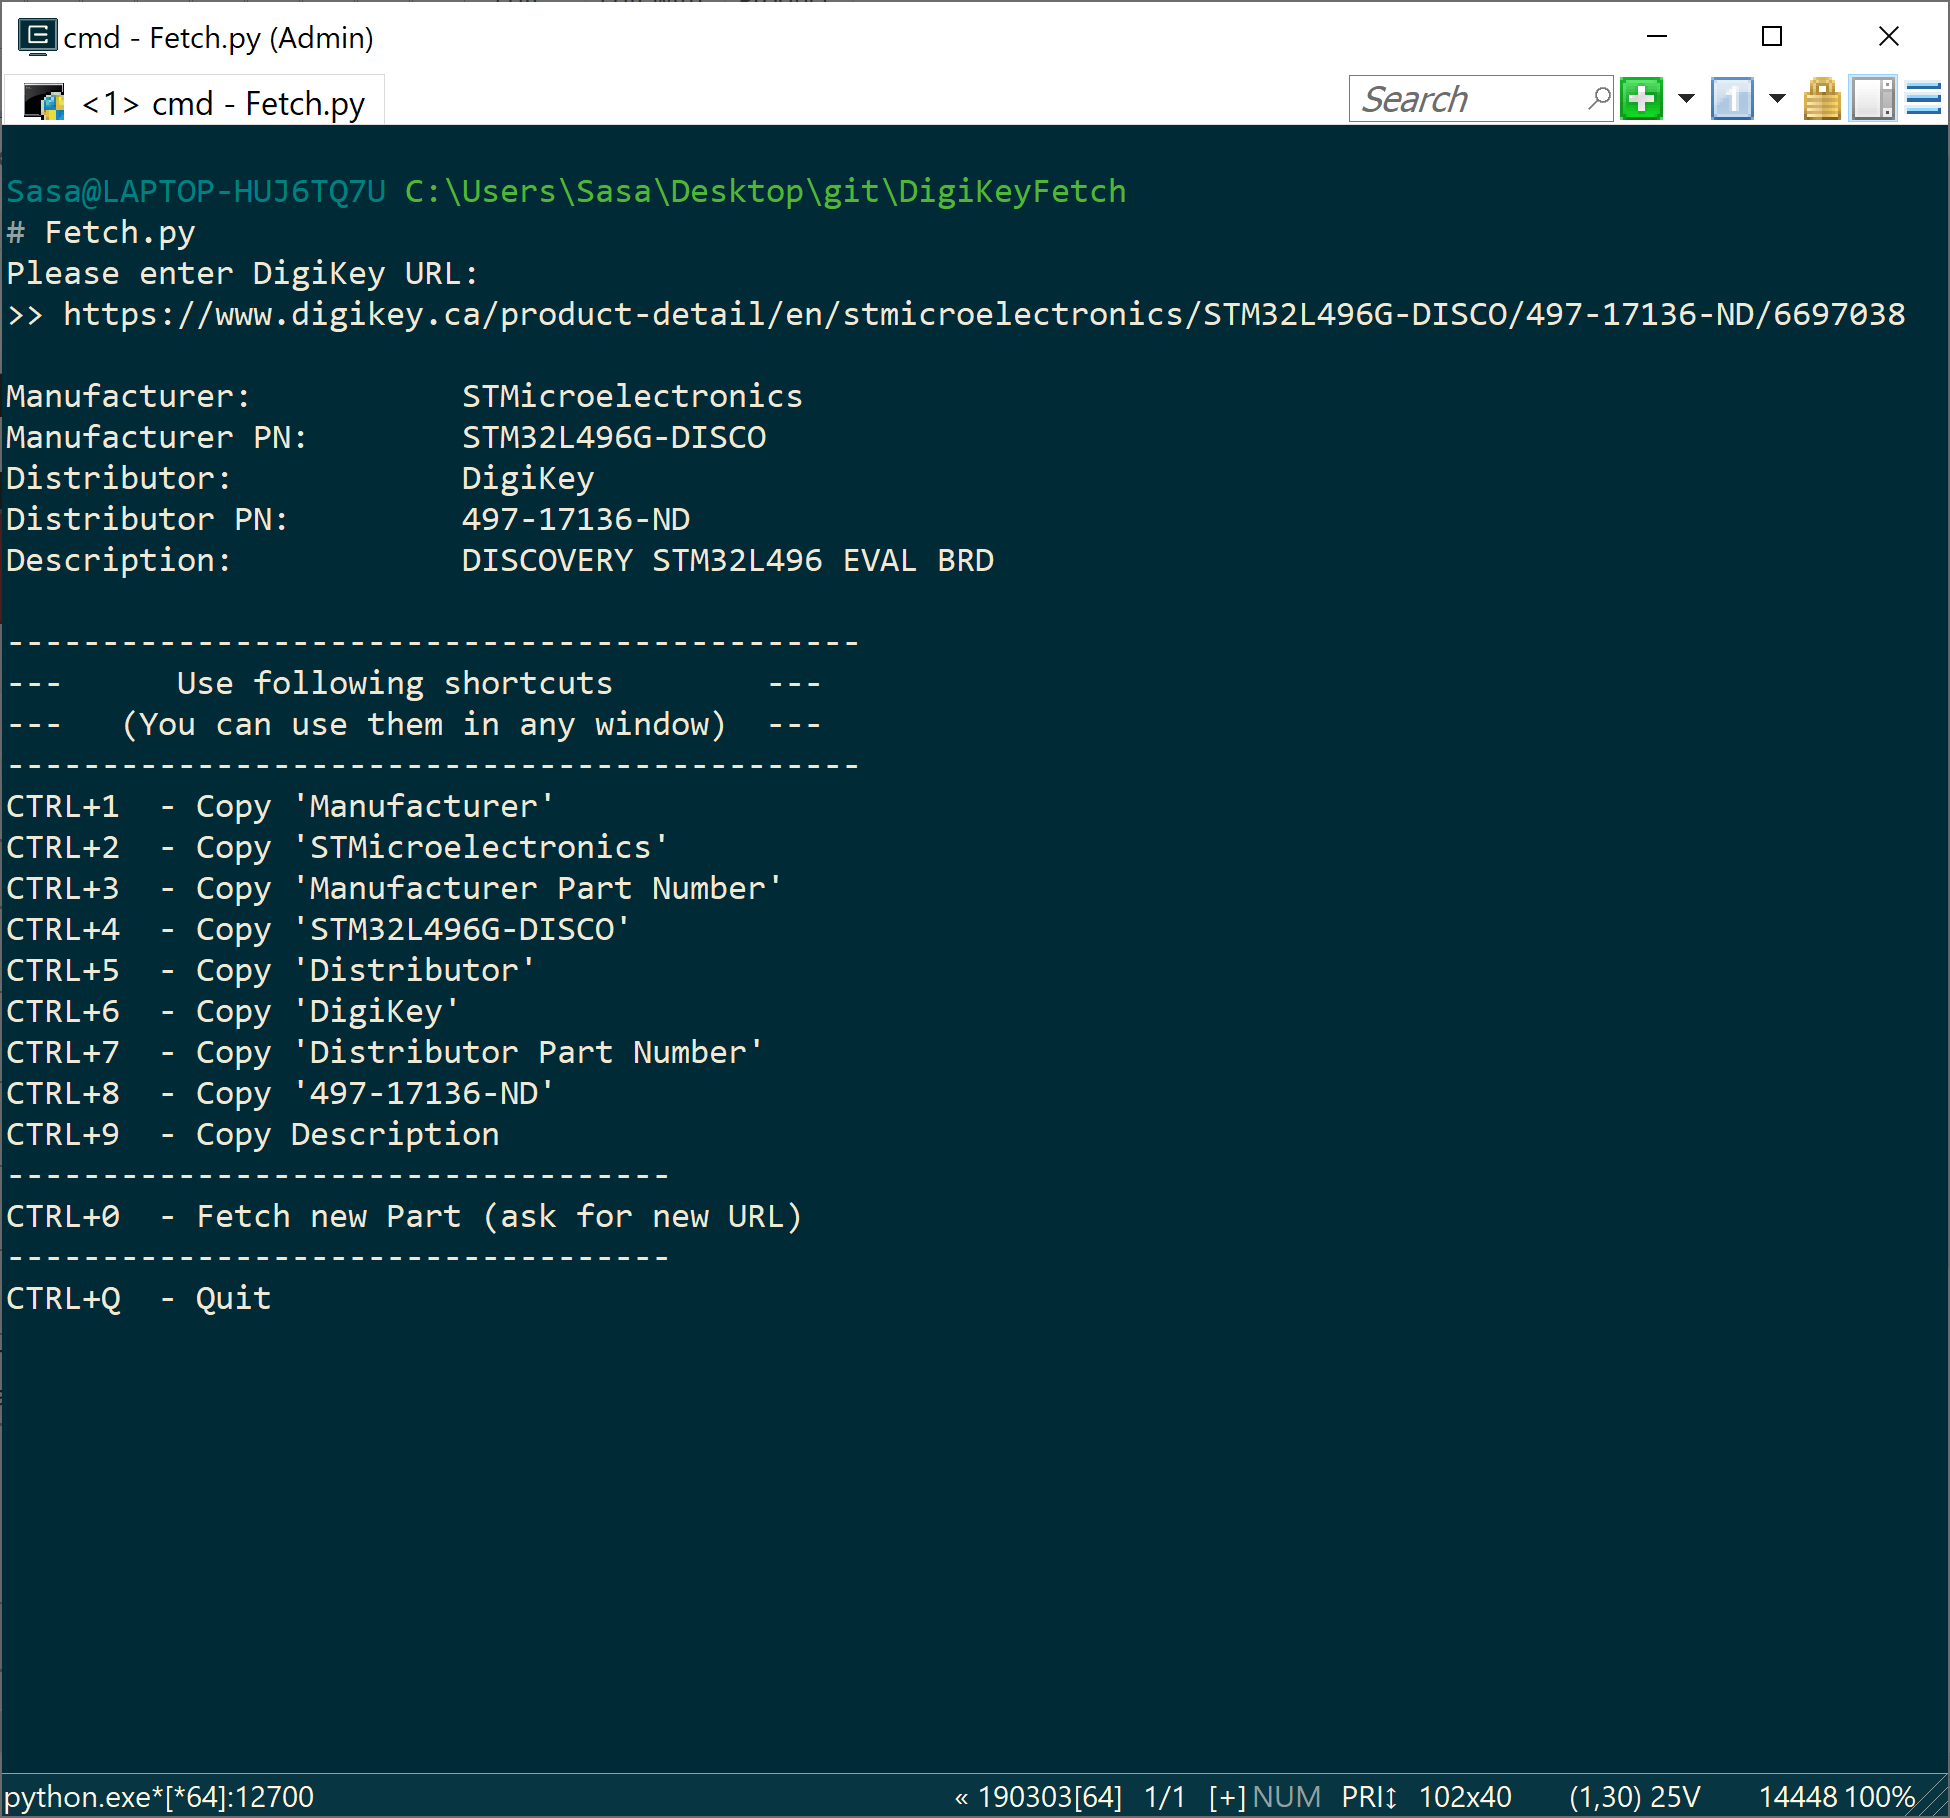 cmd - Fetch.py (Admin)
<1> cmd - Fetch.py
Search
1
Sasa@LAPTOP-HUJ6TQ7U C:\Users\Sasa\Desktop\git\DigiKeyFetch
# Fetch.py
Please enter DigiKey URL:
>> https://www.digikey.ca/product-detail/en/stmicroelectronics/STM32L496G-DISCO/497-17136-ND/6697038
Manufacturer: STMicroelectronics
Manufacturer PN: STM32L496G-DISCO
Distributor: DigiKey
Distributor PN: 497-17136-ND
Description: DISCOVERY STM32L496 EVAL BRD
---------------------------------------------
--- Use following shortcuts ---
--- (You can use them in any window) ---
---------------------------------------------
CTRL+1 - Copy 'Manufacturer'
CTRL+2 - Copy 'STMicroelectronics'
CTRL+3 - Copy 'Manufacturer Part Number'
CTRL+4 - Copy 'STM32L496G-DISCO'
CTRL+5 - Copy 'Distributor'
CTRL+6 - Copy 'DigiKey'
CTRL+7 - Copy 'Distributor Part Number'
CTRL+8 - Copy '497-17136-ND'
CTRL+9 - Copy Description
-----------------------------------
CTRL+0 - Fetch new Part (ask for new URL)
-----------------------------------
CTRL+Q - Quit
python.exe*[*64]:12700 « 190303[64] 1/1 [+] NUM PRI↕ 102x40 (1,30) 25V 14448 100%